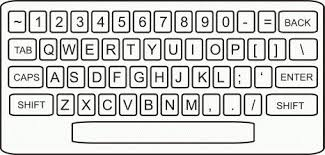 ~ 1 2 3 4 5 6 7 8 9 0 - = BACK
TAB Q W E R T Y U I O P [ ] \
CAPS A S D F G H J K L ; ' ENTER
SHIFT Z X C V B N M , . / SHIFT